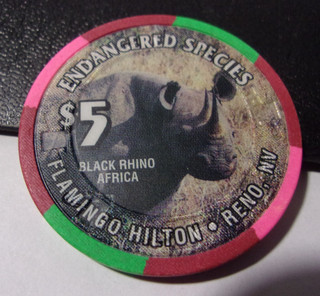 ENDANGERED SPECIES
$5
BLACK RHINO
AFRICA
FLAMINGO HILTON • RENO, NV